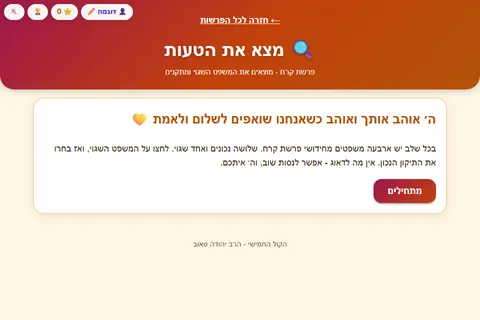 דוגמה
0
← חזרה לכל הפרשות
מצא את הטעות
פרשת קרח - מוצאים את המשפט השגוי ומתקנים
ה׳ אוהב אותך ואוהב כשאנחנו שואפים לשלום ולאמת
בכל שלב יש ארבעה משפטים מחידושי פרשת קרח. שלושה נכונים ואחד שגוי. לחצו על המשפט השגוי, ואז בחרו
את התיקון הנכון. אין מה לדאוג - אפשר לנסות שוב, וה׳ איתכם.
מתחילים
הקול החמישי - הרב יהודה טאוב